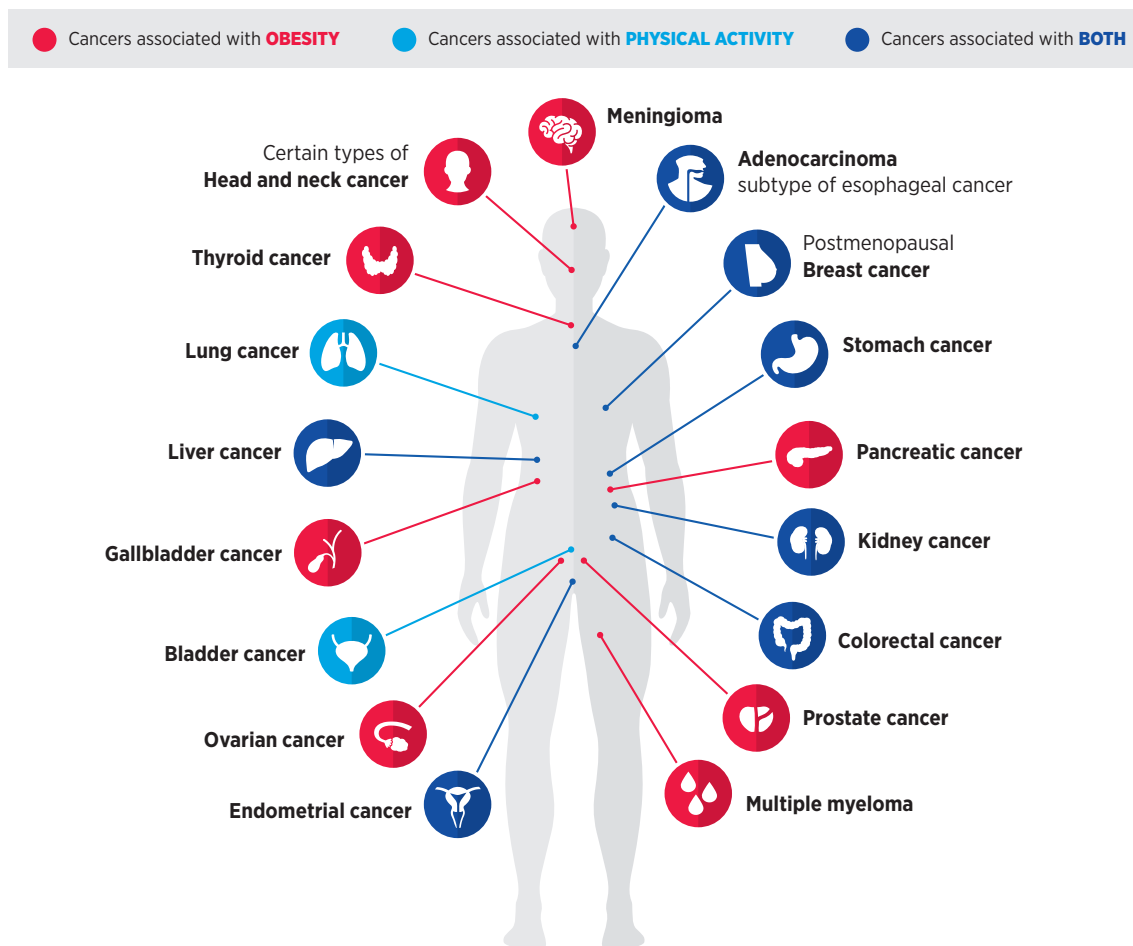 Cancers associated with OBESITY
Cancers associated with PHYSICAL ACTIVITY
Cancers associated with BOTH
Meningioma
Certain types of
Head and neck cancer
Adenocarcinoma
subtype of esophageal cancer
Thyroid cancer
Postmenopausal
Breast cancer
Lung cancer
Stomach cancer
Liver cancer
Pancreatic cancer
Gallbladder cancer
Kidney cancer
Bladder cancer
Colorectal cancer
Ovarian cancer
Prostate cancer
Endometrial cancer
Multiple myeloma